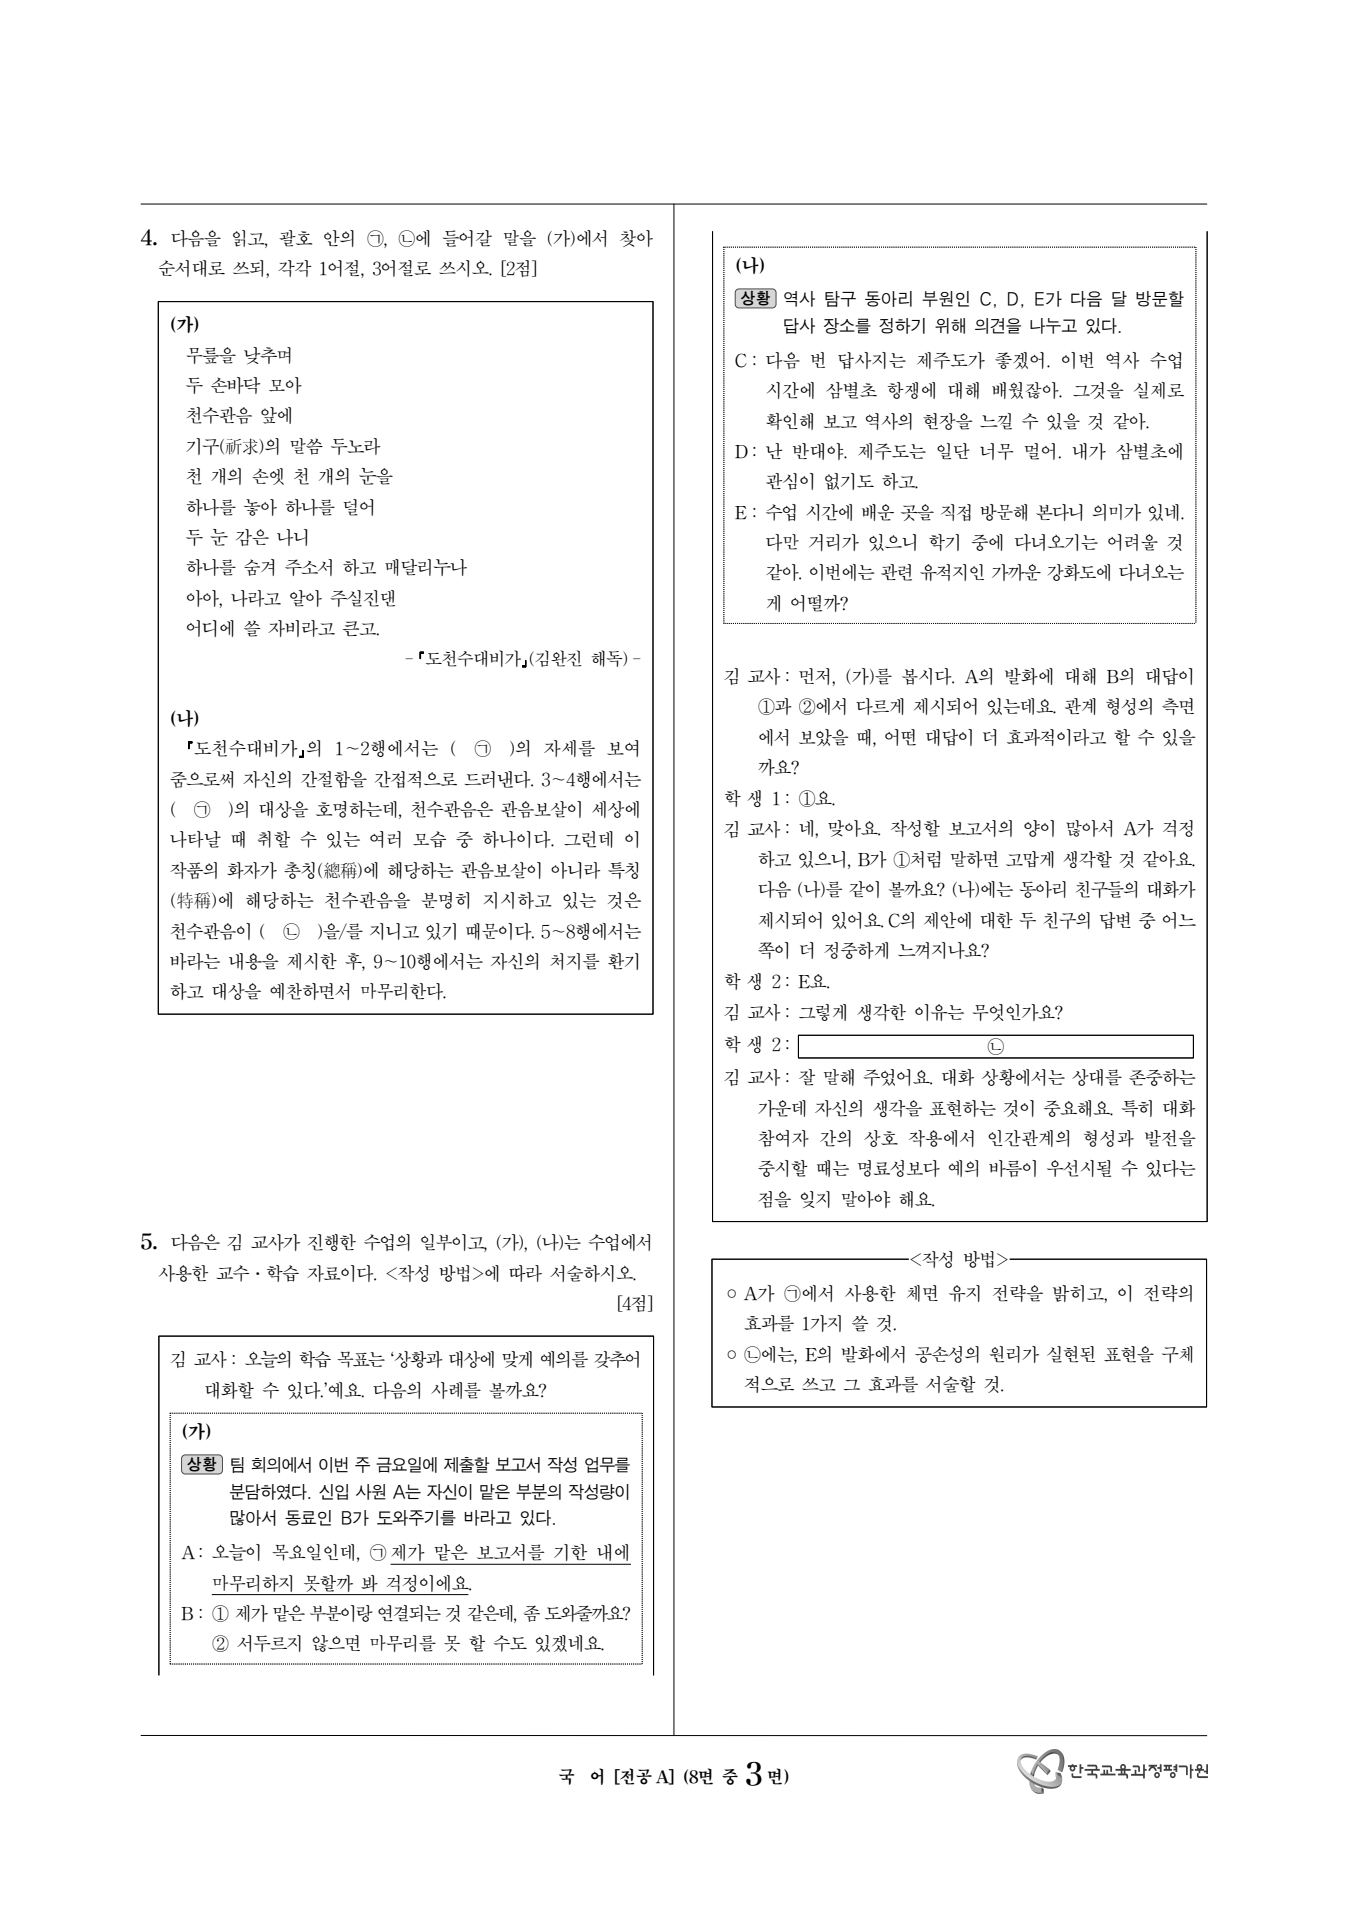 4. 다음을 읽고, 괄호 안의 ㉠, ㉡에 들어갈 말을 (가)에서 찾아
순서대로 쓰되, 각각 1어절, 3어절로 쓰시오. [2점]
(가)
무릎을 낮추며
두 손바닥 모아
천수관음 앞에
기구(祈求)의 말씀 두노라
천 개의 손엣 천 개의 눈을
하나를 놓아 하나를 덜어
두 눈 감은 나니
하나를 숨겨 주소서 하고 매달리누나
아아, 나라고 알아 주실진댄
어디에 쓸 자비라고 큰고.
-『도천수대비가』(김완진 해독)-
(나)
『도천수대비가』의 1～2행에서는 ( ㉠ )의 자세를 보여
줌으로써 자신의 간절함을 간접적으로 드러낸다. 3～4행에서는
( ㉠ )의 대상을 호명하는데, 천수관음은 관음보살이 세상에
나타날 때 취할 수 있는 여러 모습 중 하나이다. 그런데 이
작품의 화자가 총칭(總稱)에 해당하는 관음보살이 아니라 특칭
(特稱)에 해당하는 천수관음을 분명히 지시하고 있는 것은
천수관음이 ( ㉡ )을/를 지니고 있기 때문이다. 5～8행에서는
바라는 내용을 제시한 후, 9～10행에서는 자신의 처지를 환기
하고 대상을 예찬하면서 마무리한다.
5. 다음은 김 교사가 진행한 수업의 일부이고, (가), (나)는 수업에서
사용한 교수・학습 자료이다. <작성 방법>에 따라 서술하시오.
[4점]
김 교사 : 오늘의 학습 목표는 ‘상황과 대상에 맞게 예의를 갖추어
대화할 수 있다.’예요. 다음의 사례를 볼까요?
(가)
상황 팀 회의에서 이번 주 금요일에 제출할 보고서 작성 업무를
분담하였다. 신입 사원 A는 자신이 맡은 부분의 작성량이
많아서 동료인 B가 도와주기를 바라고 있다.
A : 오늘이 목요일인데, ㉠제가 맡은 보고서를 기한 내에
마무리하지 못할까 봐 걱정이에요.
B : ① 제가 맡은 부분이랑 연결되는 것 같은데, 좀 도와줄까요?
② 서두르지 않으면 마무리를 못 할 수도 있겠네요.
(나)
상황 역사 탐구 동아리 부원인 C, D, E가 다음 달 방문할
답사 장소를 정하기 위해 의견을 나누고 있다.
C : 다음 번 답사지는 제주도가 좋겠어. 이번 역사 수업
시간에 삼별초 항쟁에 대해 배웠잖아. 그것을 실제로
확인해 보고 역사의 현장을 느낄 수 있을 것 같아.
D : 난 반대야. 제주도는 일단 너무 멀어. 내가 삼별초에
관심이 없기도 하고.
E : 수업 시간에 배운 곳을 직접 방문해 본다니 의미가 있네.
다만 거리가 있으니 학기 중에 다녀오기는 어려울 것
같아. 이번에는 관련 유적지인 가까운 강화도에 다녀오는
게 어떨까?
김 교사 : 먼저, (가)를 봅시다. A의 발화에 대해 B의 대답이
①과 ②에서 다르게 제시되어 있는데요. 관계 형성의 측면
에서 보았을 때, 어떤 대답이 더 효과적이라고 할 수 있을
까요?
학 생 1 : ①요.
김 교사 : 네, 맞아요. 작성할 보고서의 양이 많아서 A가 걱정
하고 있으니, B가 ①처럼 말하면 고맙게 생각할 것 같아요.
다음 (나)를 같이 볼까요? (나)에는 동아리 친구들의 대화가
제시되어 있어요. C의 제안에 대한 두 친구의 답변 중 어느
쪽이 더 정중하게 느껴지나요?
학 생 2 : E요.
김 교사 : 그렇게 생각한 이유는 무엇인가요?
학 생 2 : ㉡
김 교사 : 잘 말해 주었어요. 대화 상황에서는 상대를 존중하는
가운데 자신의 생각을 표현하는 것이 중요해요. 특히 대화
참여자 간의 상호 작용에서 인간관계의 형성과 발전을
중시할 때는 명료성보다 예의 바름이 우선시될 수 있다는
점을 잊지 말아야 해요.
<작성 방법>
○ A가 ㉠에서 사용한 체면 유지 전략을 밝히고, 이 전략의
효과를 1가지 쓸 것.
○ ㉡에는, E의 발화에서 공손성의 원리가 실현된 표현을 구체
적으로 쓰고 그 효과를 서술할 것.
국 어 [전공 A] (8면 중 3 면)
한국교육과정평가원